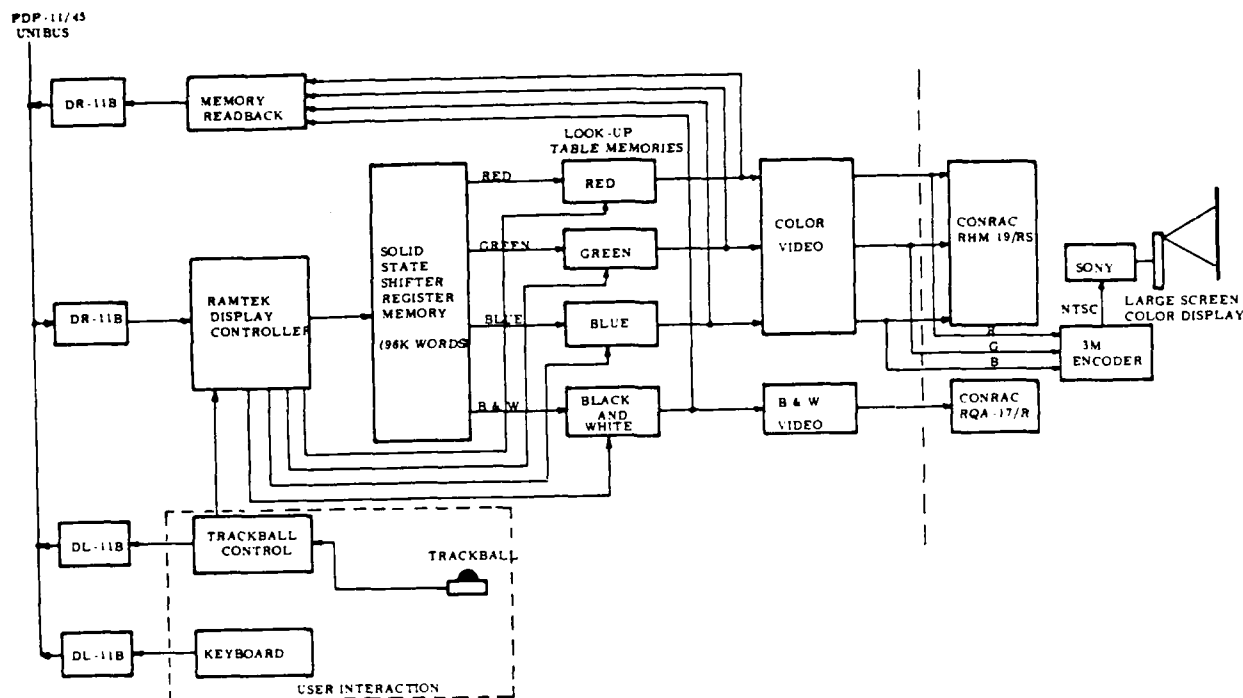 PDP-11/45
UNIBUS
DR-11B
MEMORY
READBACK
LOOK-UP
TABLE MEMORIES
RED
RED
GREEN
GREEN
BLUE
BLUE
B & W
BLACK
AND
WHITE
SOLID
STATE
SHIFTER
REGISTER
MEMORY
(96K WORDS)
DR-11B
RAMTEK
DISPLAY
CONTROLLER
COLOR
VIDEO
B & W
VIDEO
CONRAC
RHM 19/RS
CONRAC
RQA-17/R
R
G
B
3M
ENCODER
NTSC
SONY
LARGE SCREEN
COLOR DISPLAY
DL-11B
TRACKBALL
CONTROL
TRACKBALL
DL-11B
KEYBOARD
USER INTERACTION